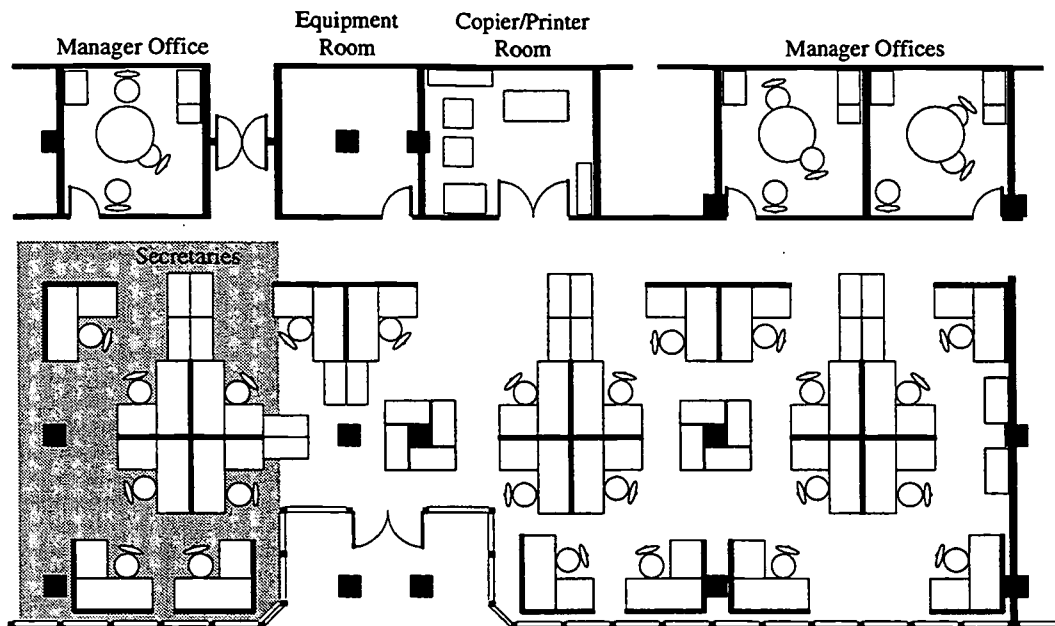 Equipment
Room
Copier/Printer
Room
Manager Office
Manager Offices
Secretaries